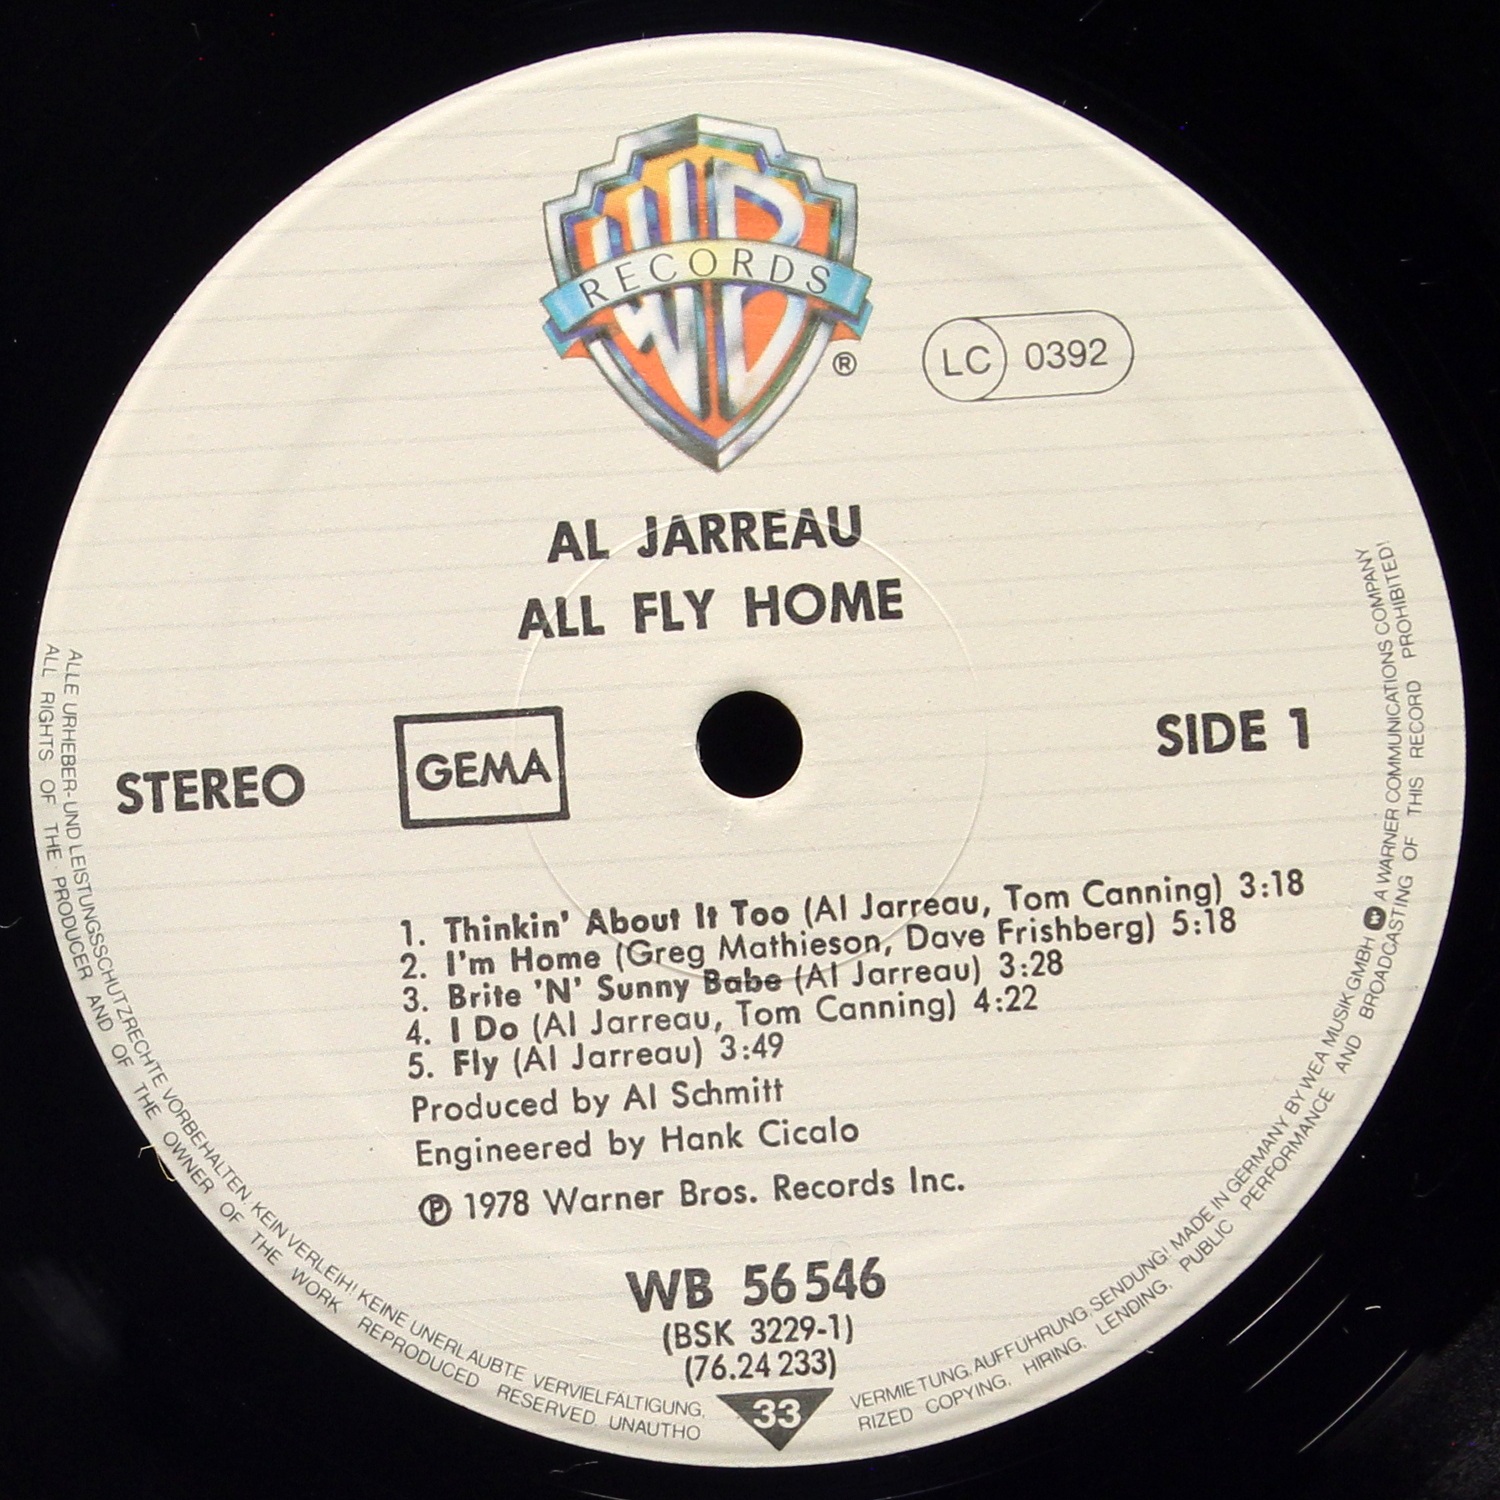 RECORDS
®
LC 0392
AL JARREAU
ALL FLY HOME
STEREO
GEMA
SIDE 1
1. Thinkin' About It Too (Al Jarreau, Tom Canning) 3:18
2. I'm Home (Greg Mathieson, Dave Frishberg) 5:18
3. Brite 'N' Sunny Babe (Al Jarreau) 3:28
4. I Do (Al Jarreau, Tom Canning) 4:22
5. Fly (Al Jarreau) 3:49
Produced by Al Schmitt
Engineered by Hank Cicalo
℗ 1978 Warner Bros. Records Inc.
WB 56 546
(BSK 3229-1)
(76.24 233)
33
ALLE URHEBER- UND LEISTUNGSSCHUTZRECHTE VORBEHALTEN. KEIN VERLEIH! KEINE UNERLAUBTE VERVIELFÄLTIGUNG, VERMIETUNG, AUFFÜHRUNG, SENDUNG! MADE IN GERMANY BY WEA MUSIK GMBH A WARNER COMMUNICATIONS COMPANY
ALL RIGHTS OF THE PRODUCER AND OF THE OWNER OF THE WORK REPRODUCED RESERVED. UNAUTHORIZED COPYING, HIRING, LENDING, PUBLIC PERFORMANCE AND BROADCASTING OF THIS RECORD PROHIBITED!